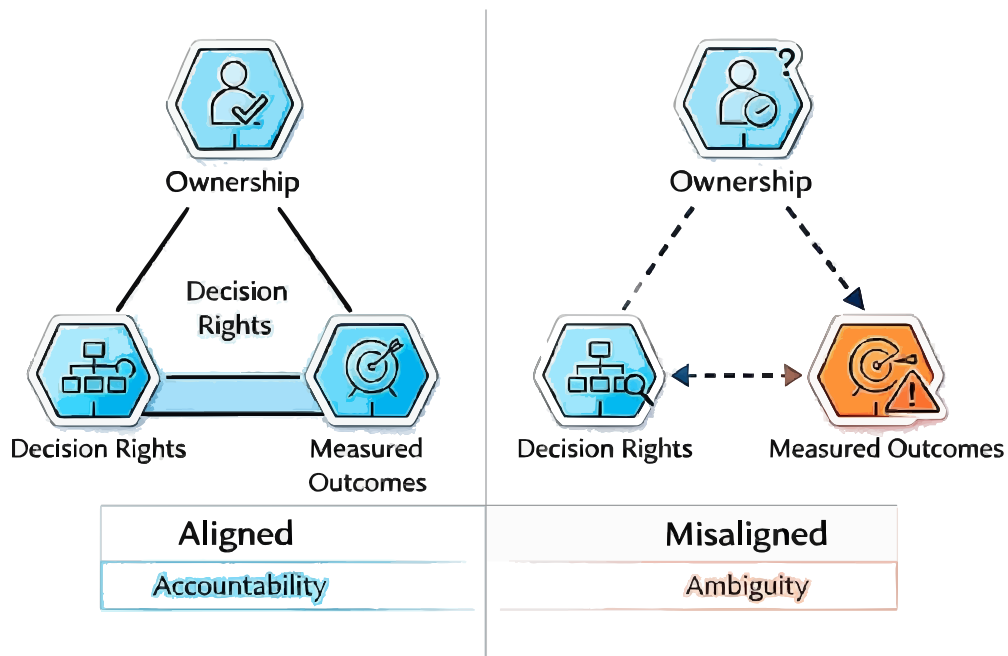 Ownership
Decision
Rights
Decision Rights
Measured
Outcomes
Aligned
Accountability
?
Ownership
Decision Rights
!
Measured Outcomes
Misaligned
Ambiguity